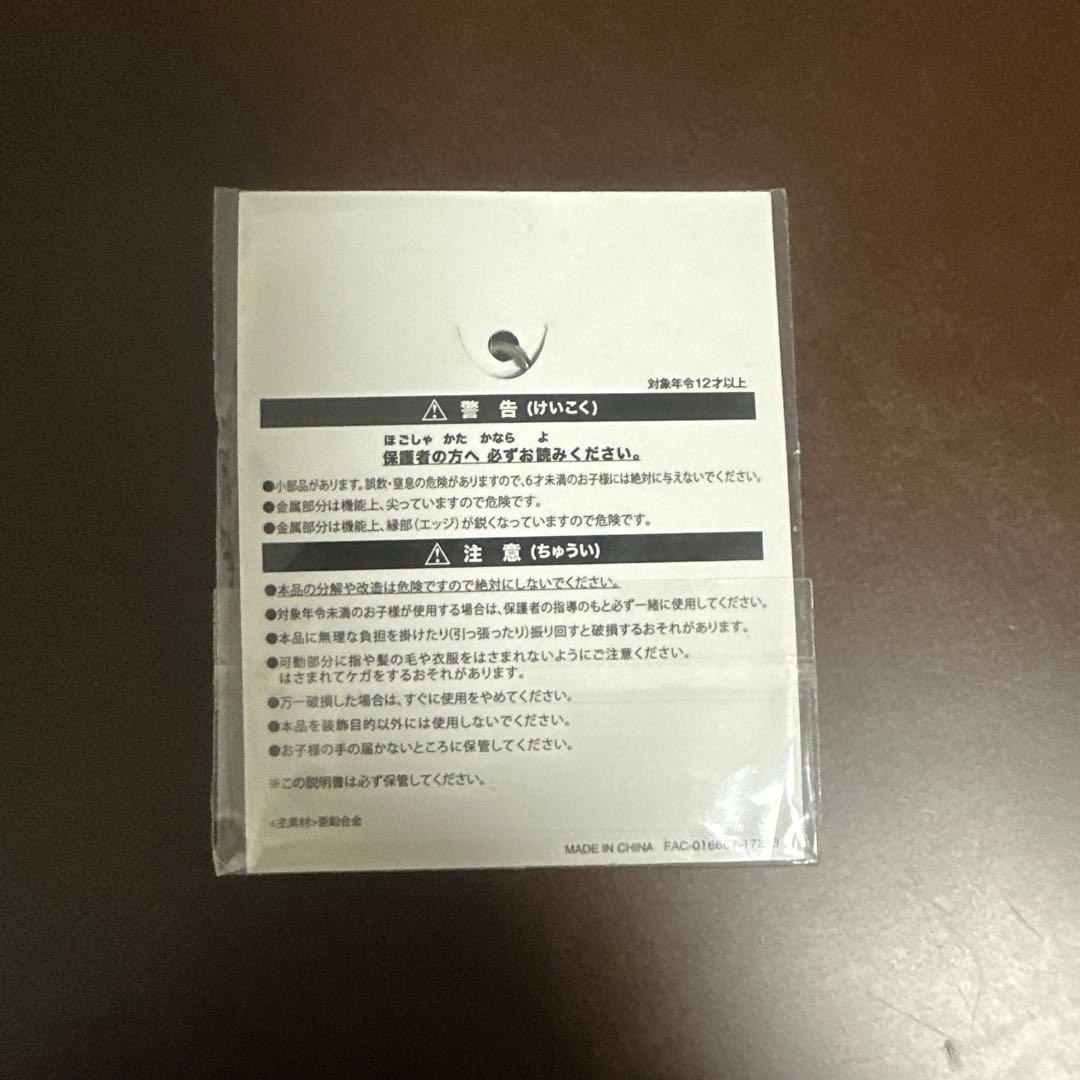 対象年令12才以上
⚠ 警 告 (けいこく)
ほごしゃ かた かなら よ
保護者の方へ 必ずお読みください。
●小部品があります。誤飲・窒息の危険がありますので、6才未満のお子様には絶対に与えないでください。
●金属部分は機能上、尖っていますので危険です。
●金属部分は機能上、縁部(エッジ)が鋭くなっていますので危険です。
⚠ 注 意 (ちゅうい)
●本品の分解や改造は危険ですので絶対にしないでください。
●対象年令未満のお子様が使用する場合は、保護者の指導のもと必ず一緒に使用してください。
●本品に無理な負担を掛けたり(引っ張ったり)振り回すと破損するおそれがあります。
●可動部分に指や髪の毛や衣服をはさまれないようにご注意ください。
はさまれてケガをするおそれがあります。
●万一破損した場合は、すぐに使用をやめてください。
●本品を装飾目的以外には使用しないでください。
●お子様の手の届かないところに保管してください。
※この説明書は必ず保管してください。
<主素材>亜鉛合金
MADE IN CHINA